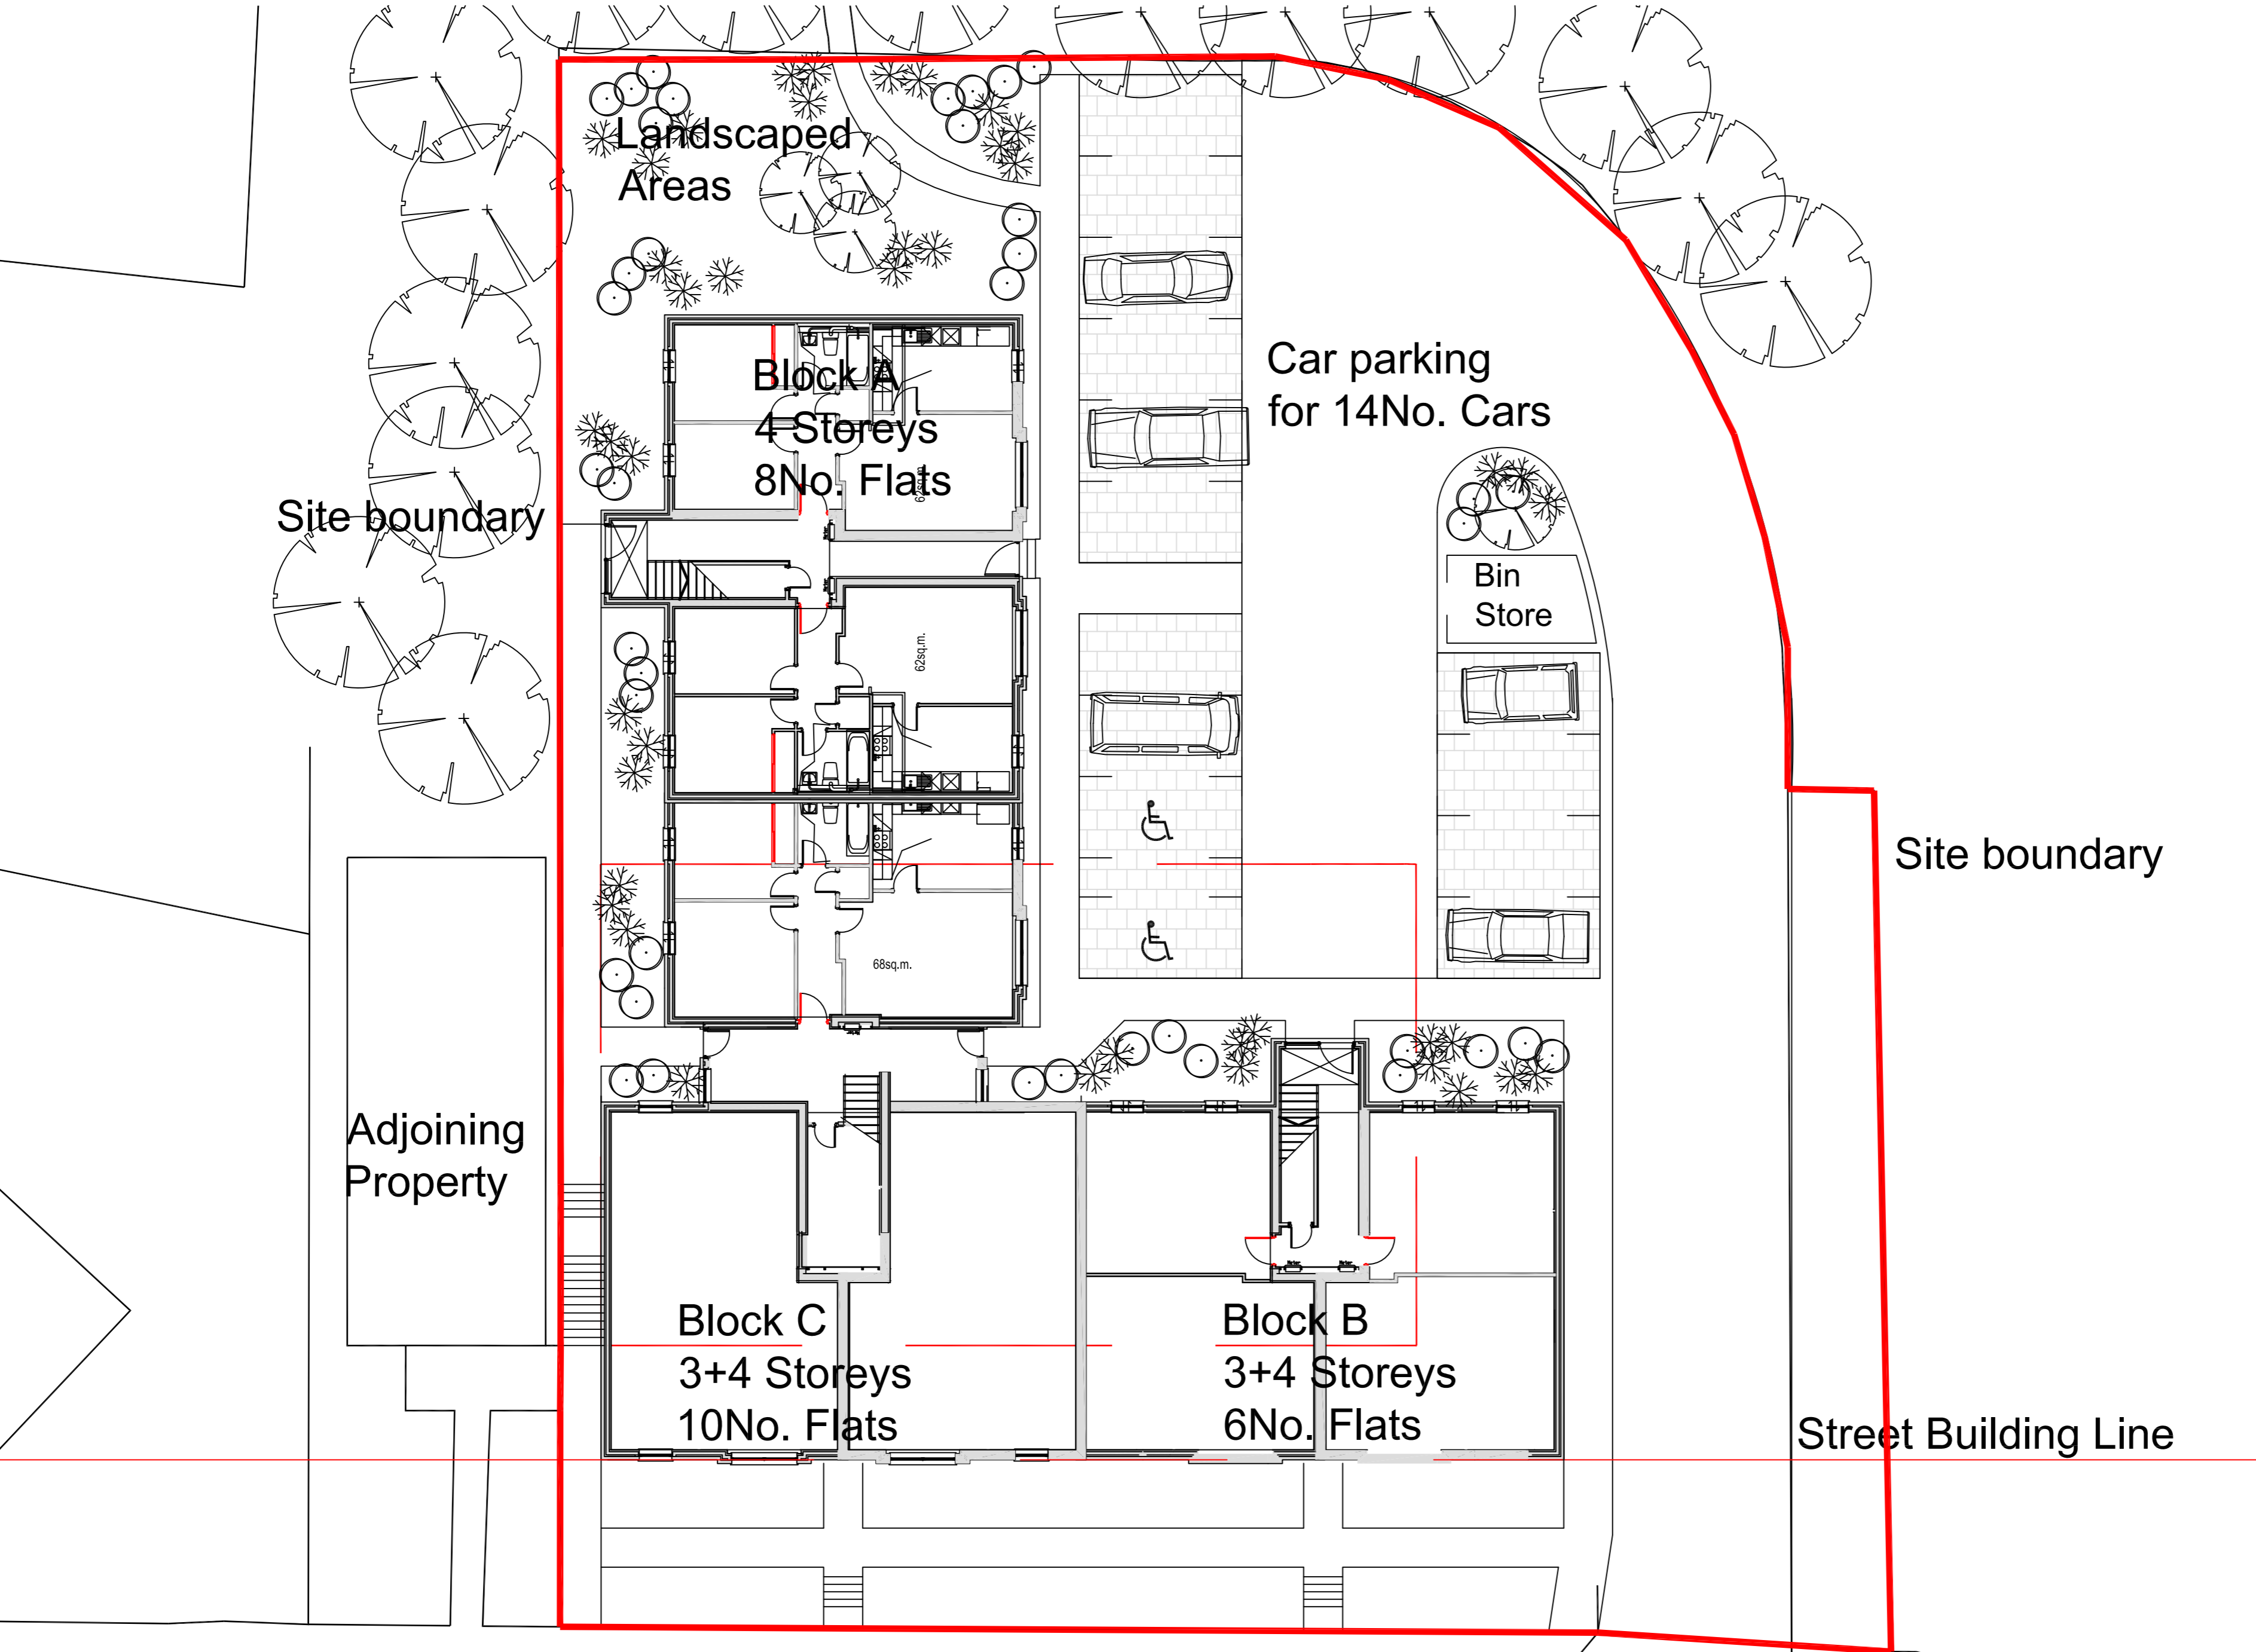 Landscaped
Areas
Block A
4 Storeys
8No. Flats
62sq.m.
Car parking
for 14No. Cars
Site boundary
Bin
Store
62sq.m.
Site boundary
68sq.m.
Adjoining
Property
Block C
3+4 Storeys
10No. Flats
Block B
3+4 Storeys
6No. Flats
Street Building Line